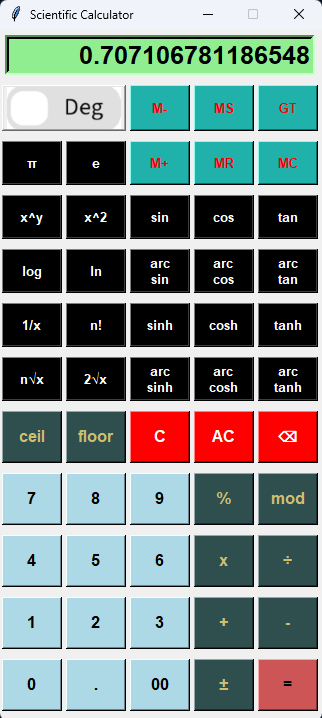 Scientific Calculator
0.707106781186548
Deg M- MS GT
π e M+ MR MC
x^y x^2 sin cos tan
log ln arc sin arc cos arc tan
1/x n! sinh cosh tanh
n√x 2√x arc sinh arc cosh arc tanh
ceil floor C AC ⌫
7 8 9 % mod
4 5 6 x ÷
1 2 3 + -
0 . 00 ± =